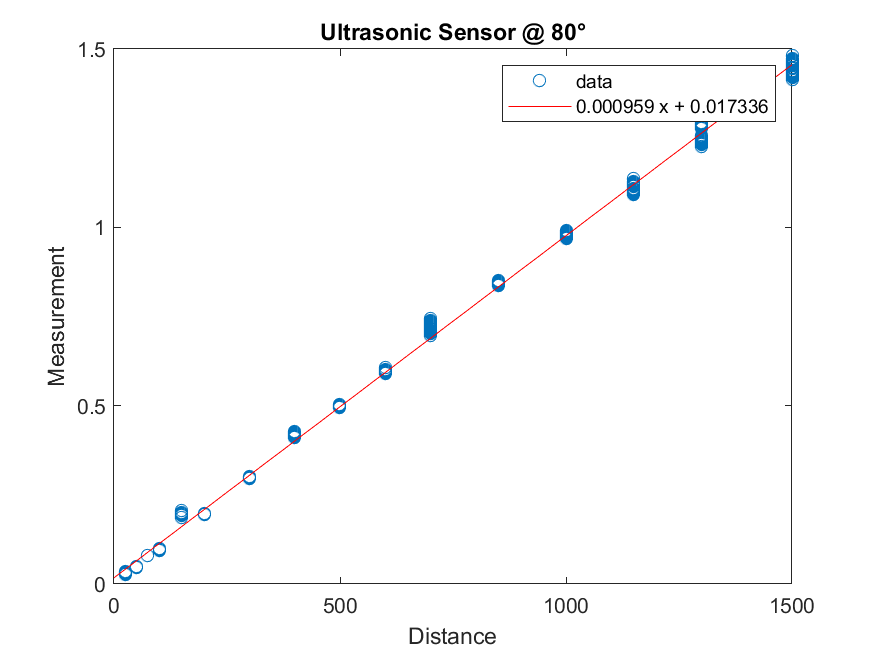 Ultrasonic Sensor @ 80°
1.5
data
0.000959 x + 0.017336
1
Measurement
0.5
0
0 500 1000 1500
Distance